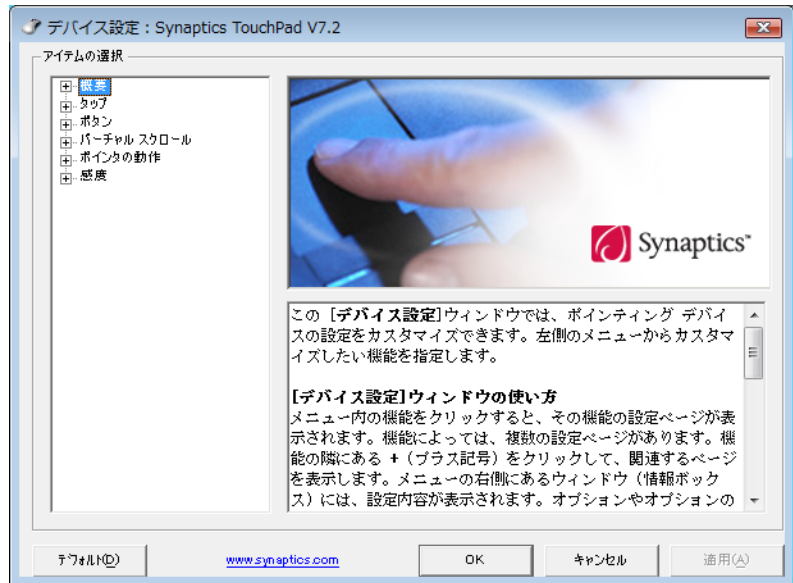 デバイス設定 : Synaptics TouchPad V7.2
アイテムの選択
概要
タップ
ボタン
バーチャル スクロール
ポインタの動作
感度
Synaptics™
この [デバイス設定]ウィンドウでは、ポインティング デバイ
スの設定をカスタマイズできます。左側のメニューからカスタマ
イズしたい機能を指定します。
[デバイス設定]ウィンドウの使い方
メニュー内の機能をクリックすると、その機能の設定ページが表
示されます。機能によっては、複数の設定ページがあります。機
能の隣にある +（プラス記号）をクリックして、関連するページ
を表示します。メニューの右側にあるウィンドウ（情報ボック
ス）には、設定内容が表示されます。オプションやオプションの
デフォルト(D)
www.synaptics.com
OK
キャンセル
適用(A)